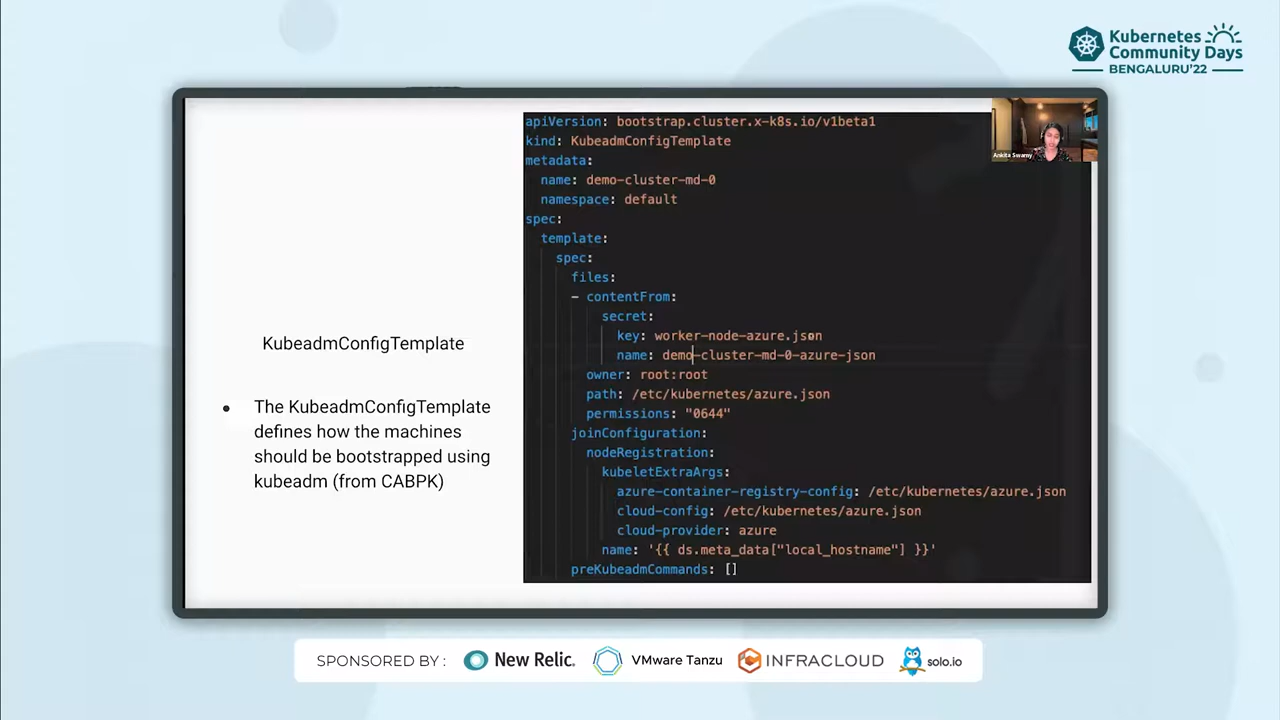 Kubernetes
Community Days
BENGALURU'22
Ankita Swamy
KubeadmConfigTemplate
● The KubeadmConfigTemplate
defines how the machines
should be bootstrapped using
kubeadm (from CABPK)
apiVersion: bootstrap.cluster.x-k8s.io/v1beta1
kind: KubeadmConfigTemplate
metadata:
  name: demo-cluster-md-0
  namespace: default
spec:
  template:
    spec:
      files:
      - contentFrom:
          secret:
            key: worker-node-azure.json
            name: demo-cluster-md-0-azure-json
        owner: root:root
        path: /etc/kubernetes/azure.json
        permissions: "0644"
      joinConfiguration:
        nodeRegistration:
          kubeletExtraArgs:
            azure-container-registry-config: /etc/kubernetes/azure.json
            cloud-config: /etc/kubernetes/azure.json
            cloud-provider: azure
          name: '{{ ds.meta_data["local_hostname"] }}'
      preKubeadmCommands: []
SPONSORED BY : New Relic. VMware Tanzu INFRACLOUD solo.io